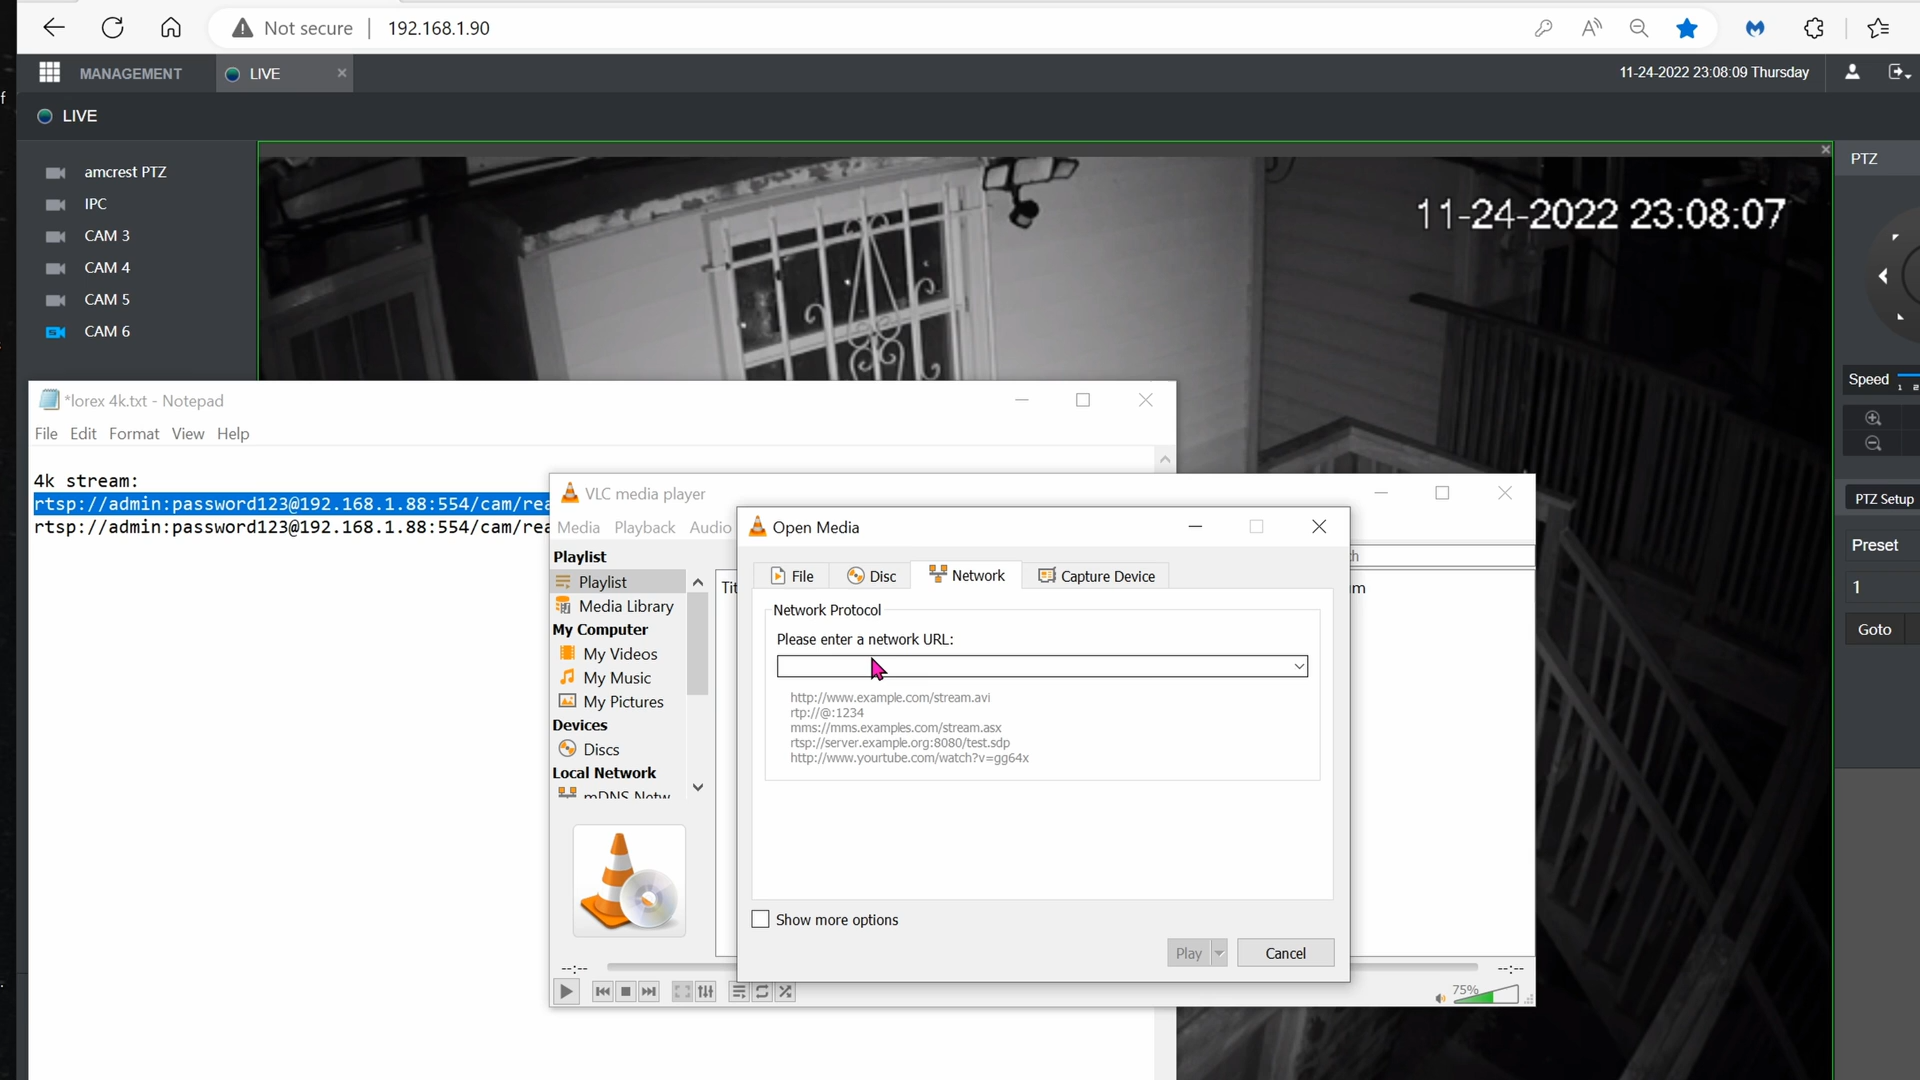 Not secure
192.168.1.90
MANAGEMENT
LIVE
11-24-2022 23:08:09 Thursday
LIVE
amcrest PTZ
IPC
CAM 3
CAM 4
CAM 5
CAM 6
11-24-2022 23:08:07
PTZ
Speed
1
PTZ Setup
Preset
1
Goto
*lorex 4k.txt - Notepad
File Edit Format View Help
4k stream:
rtsp://admin:password123@192.168.1.88:554/cam/rea
rtsp://admin:password123@192.168.1.88:554/cam/rea
VLC media player
Media Playback Audio
Playlist
Playlist
Media Library
My Computer
My Videos
My Music
My Pictures
Devices
Discs
Local Network
mDNS Netw
Tit
Open Media
File
Disc
Network
Capture Device
Network Protocol
Please enter a network URL:
http://www.example.com/stream.avi
rtp://@:1234
mms://mms.examples.com/stream.asx
rtsp://server.example.org:8080/test.sdp
http://www.yourtube.com/watch?v=gg64x
Show more options
Play
Cancel
--:--
--:--
75%